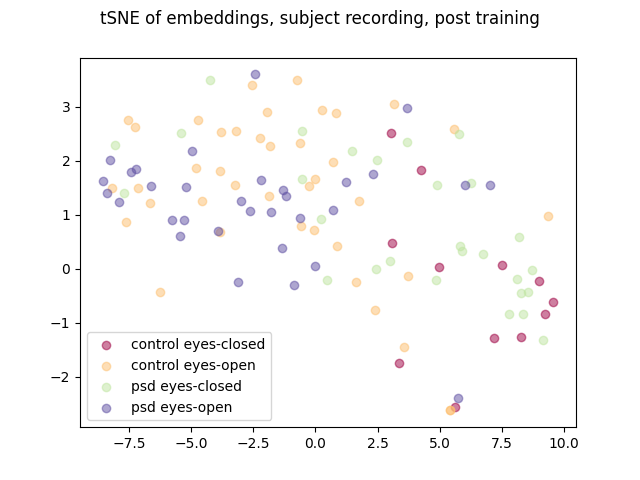 tSNE of embeddings, subject recording, post training
3
2
1
0
−1
−2
control eyes-closed
control eyes-open
psd eyes-closed
psd eyes-open
−7.5 −5.0 −2.5 0.0 2.5 5.0 7.5 10.0